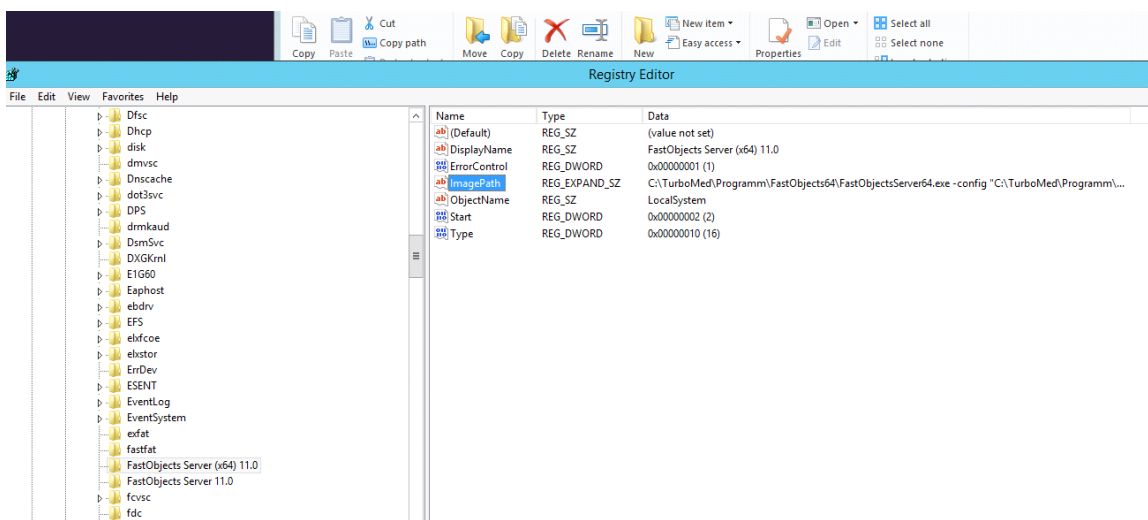 Cut
Copy path
Copy
Paste
Move
Copy
Delete
Rename
New
New item
Easy access
Properties
Open
Edit
Select all
Select none
Registry Editor
File Edit View Favorites Help
Dfsc
Dhcp
disk
dmvsc
Dnscache
dot3svc
DPS
drmkaud
DsmSvc
DXGKrnl
E1G60
Eaphost
ebdrv
EFS
elxfcoe
elxstor
ErrDev
ESENT
EventLog
EventSystem
exfat
fastfat
FastObjects Server (x64) 11.0
FastObjects Server 11.0
fcvsc
fdc
Name Type Data
(Default) REG_SZ (value not set)
DisplayName REG_SZ FastObjects Server (x64) 11.0
ErrorControl REG_DWORD 0x00000001 (1)
ImagePath REG_EXPAND_SZ C:\TurboMed\Programm\FastObjects64\FastObjectsServer64.exe -config "C:\TurboMed\Programm\...
ObjectName REG_SZ LocalSystem
Start REG_DWORD 0x00000002 (2)
Type REG_DWORD 0x00000010 (16)